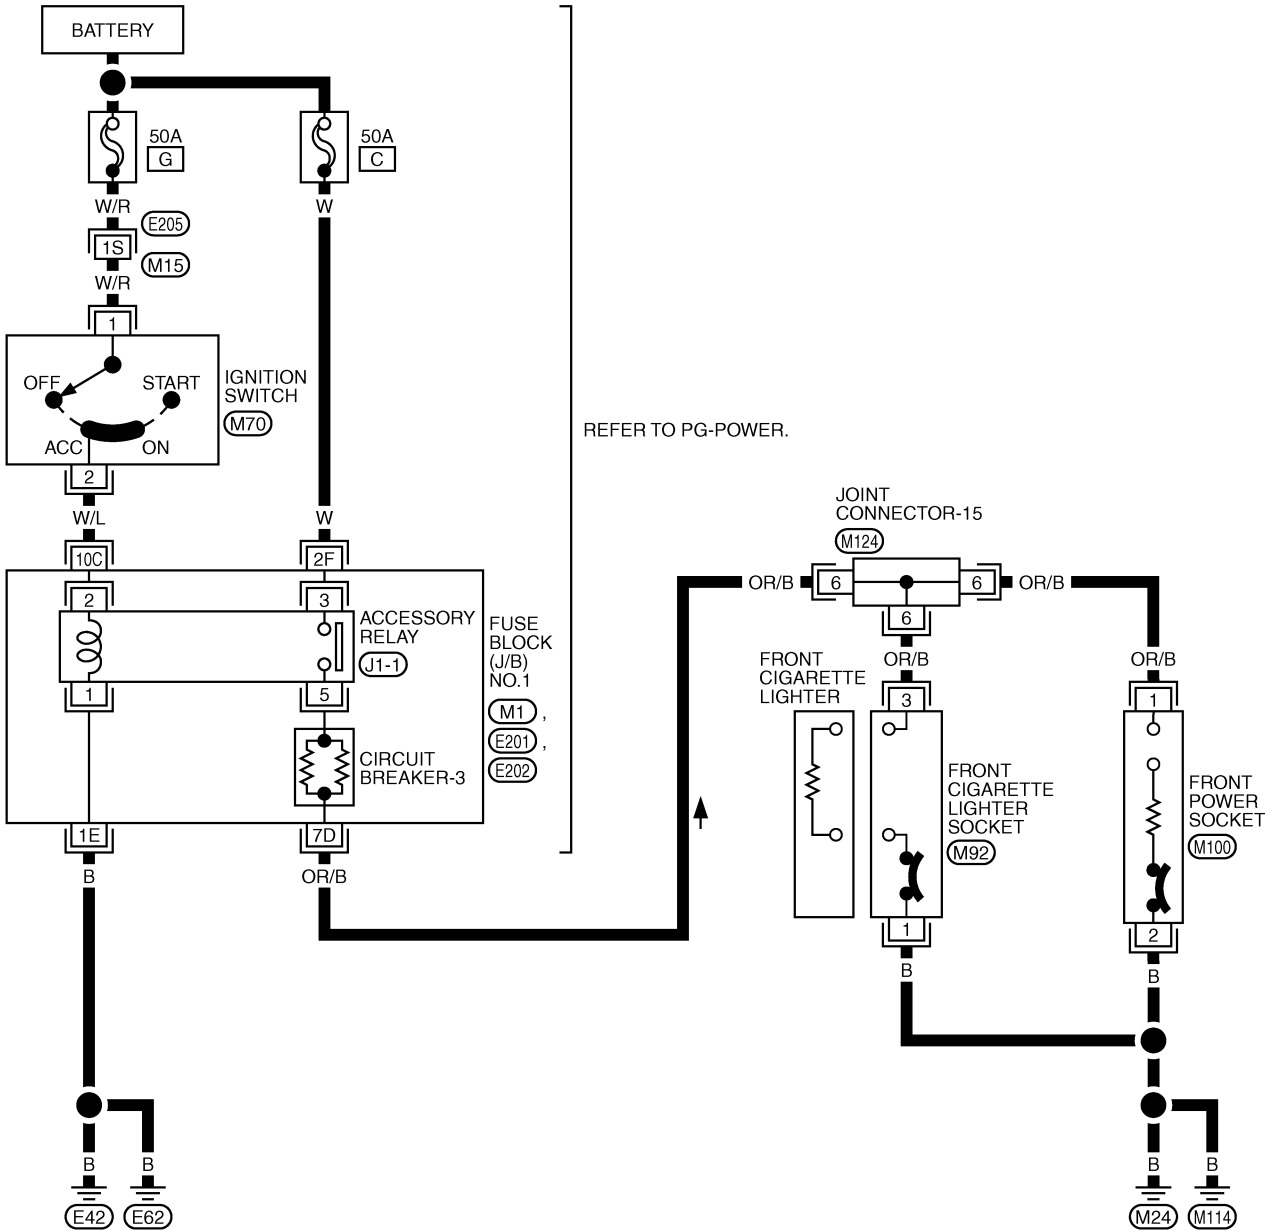 BATTERY
50A
G
50A
C
W/R
W
E205
1S
M15
W/R
1
OFF
START
ACC
ON
IGNITION
SWITCH
M70
REFER TO PG-POWER.
2
W/L
W
10C
2F
2
3
ACCESSORY
RELAY
J1-1
1
5
CIRCUIT
BREAKER-3
FUSE
BLOCK
(J/B)
NO.1
M1 ,
E201 ,
E202
1E
7D
B
OR/B
JOINT
CONNECTOR-15
M124
OR/B
6
6
OR/B
6
OR/B
OR/B
FRONT
CIGARETTE
LIGHTER
3
1
FRONT
CIGARETTE
LIGHTER
SOCKET
M92
FRONT
POWER
SOCKET
M100
1
2
B
B
B
B
B
B
E42
E62
M24
M114